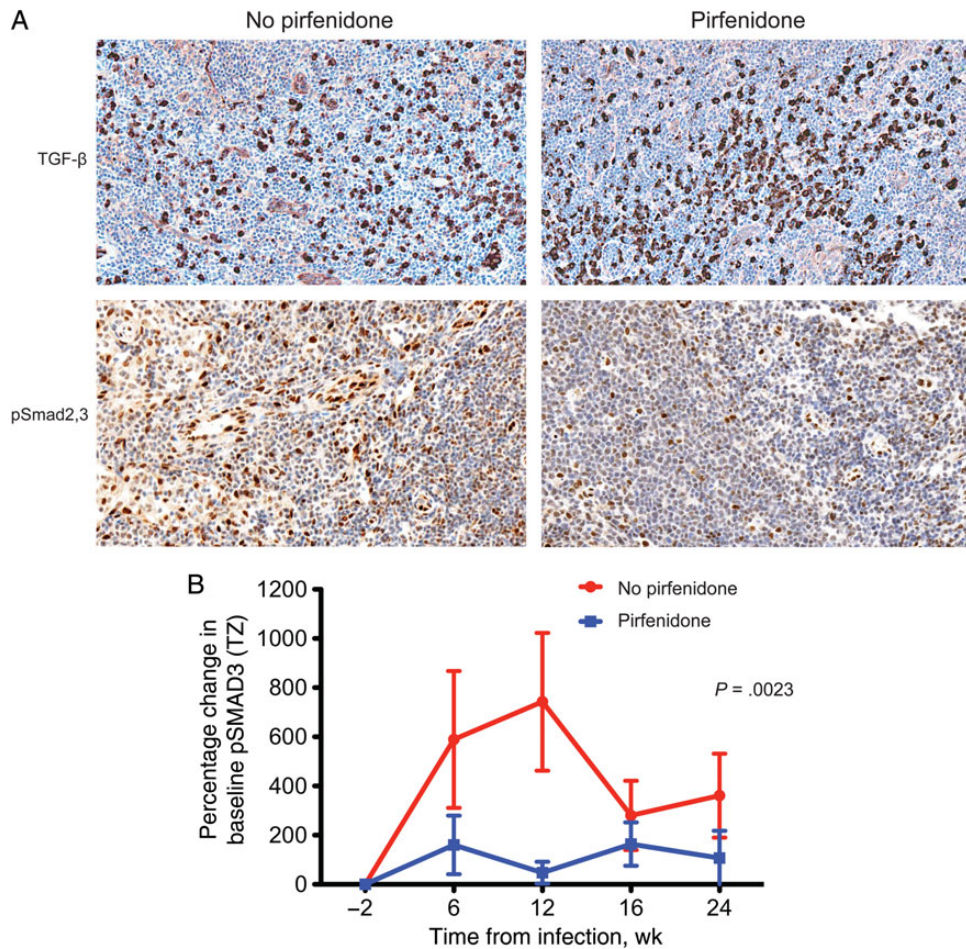 A
No pirfenidone
Pirfenidone
TGF-β
pSmad2,3
B
Percentage change in
baseline pSMAD3 (TZ)
1200
1000
800
600
400
200
0
No pirfenidone
Pirfenidone
P = .0023
−2
6
12
16
24
Time from infection, wk